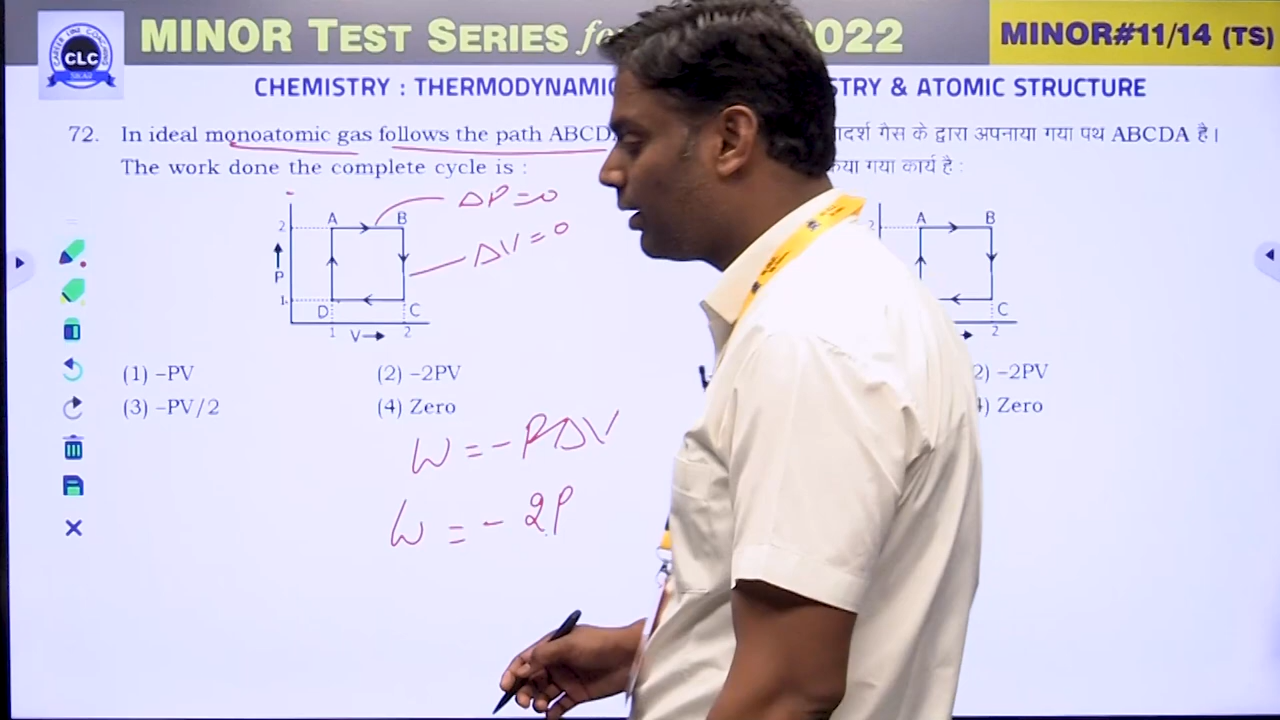 MINOR TEST SERIES for 2022
MINOR#11/14 (TS)
CLC
CHEMISTRY : THERMODYNAMIC STRY & ATOMIC STRUCTURE
72. In ideal monoatomic gas follows the path ABCD
The work done the complete cycle is :
गैस के द्वारा अपनाया गया पथ ABCDA है।
गया कार्य है :
ΔP = 0
ΔV = 0
2 A B
P
1 D C
1 V 2
2 A B
C
2
(1) –PV (2) –2PV
(3) –PV/2 (4) Zero
2) –2PV
) Zero
W = - PΔV
W = - 2P